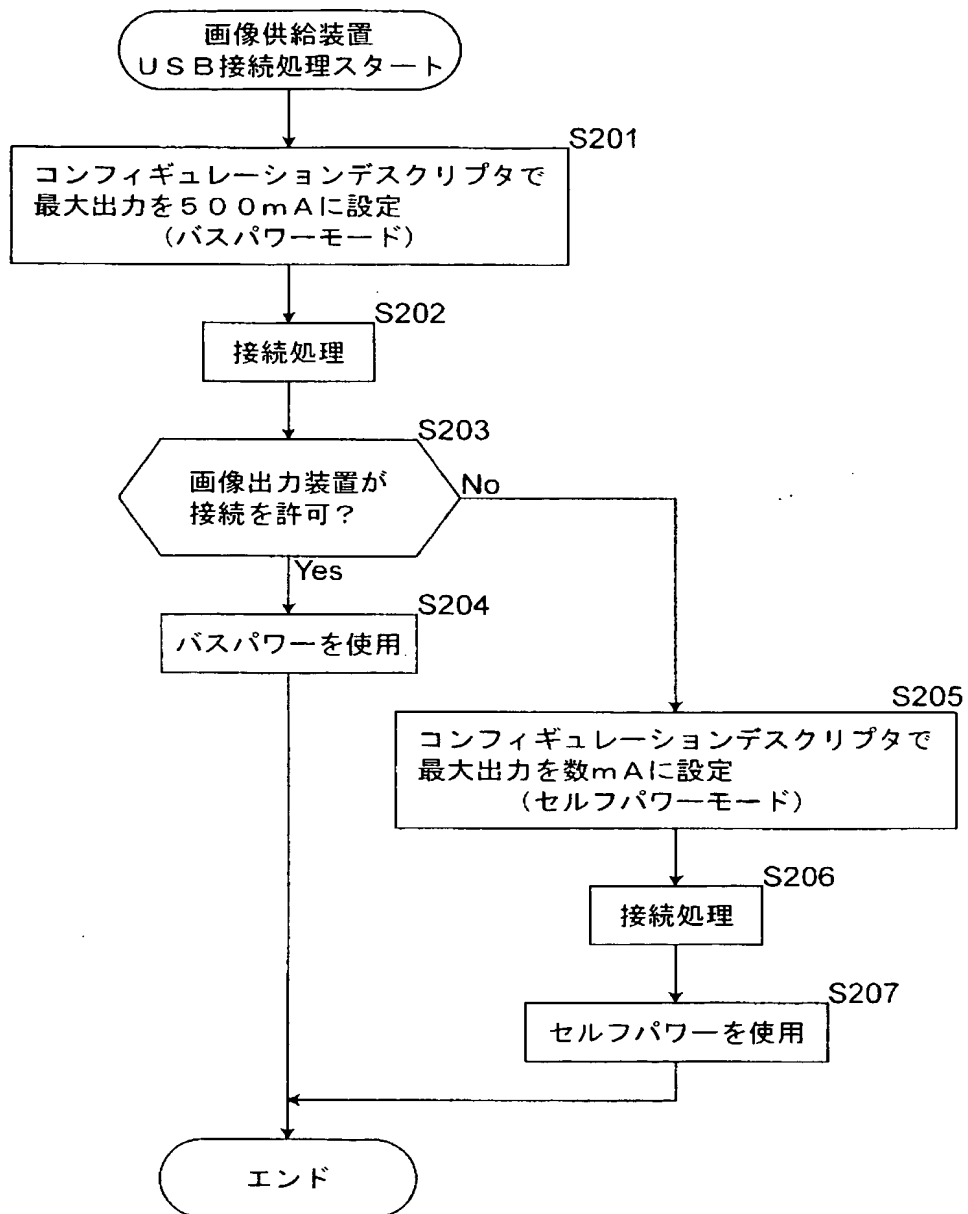 画像供給装置
ＵＳＢ接続処理スタート
S201
コンフィギュレーションデスクリプタで
最大出力を５００ｍＡに設定
（バスパワーモード）
S202
接続処理
S203
画像出力装置が
接続を許可？
No
Yes
S204
バスパワーを使用
S205
コンフィギュレーションデスクリプタで
最大出力を数ｍＡに設定
（セルフパワーモード）
S206
接続処理
S207
セルフパワーを使用
エンド